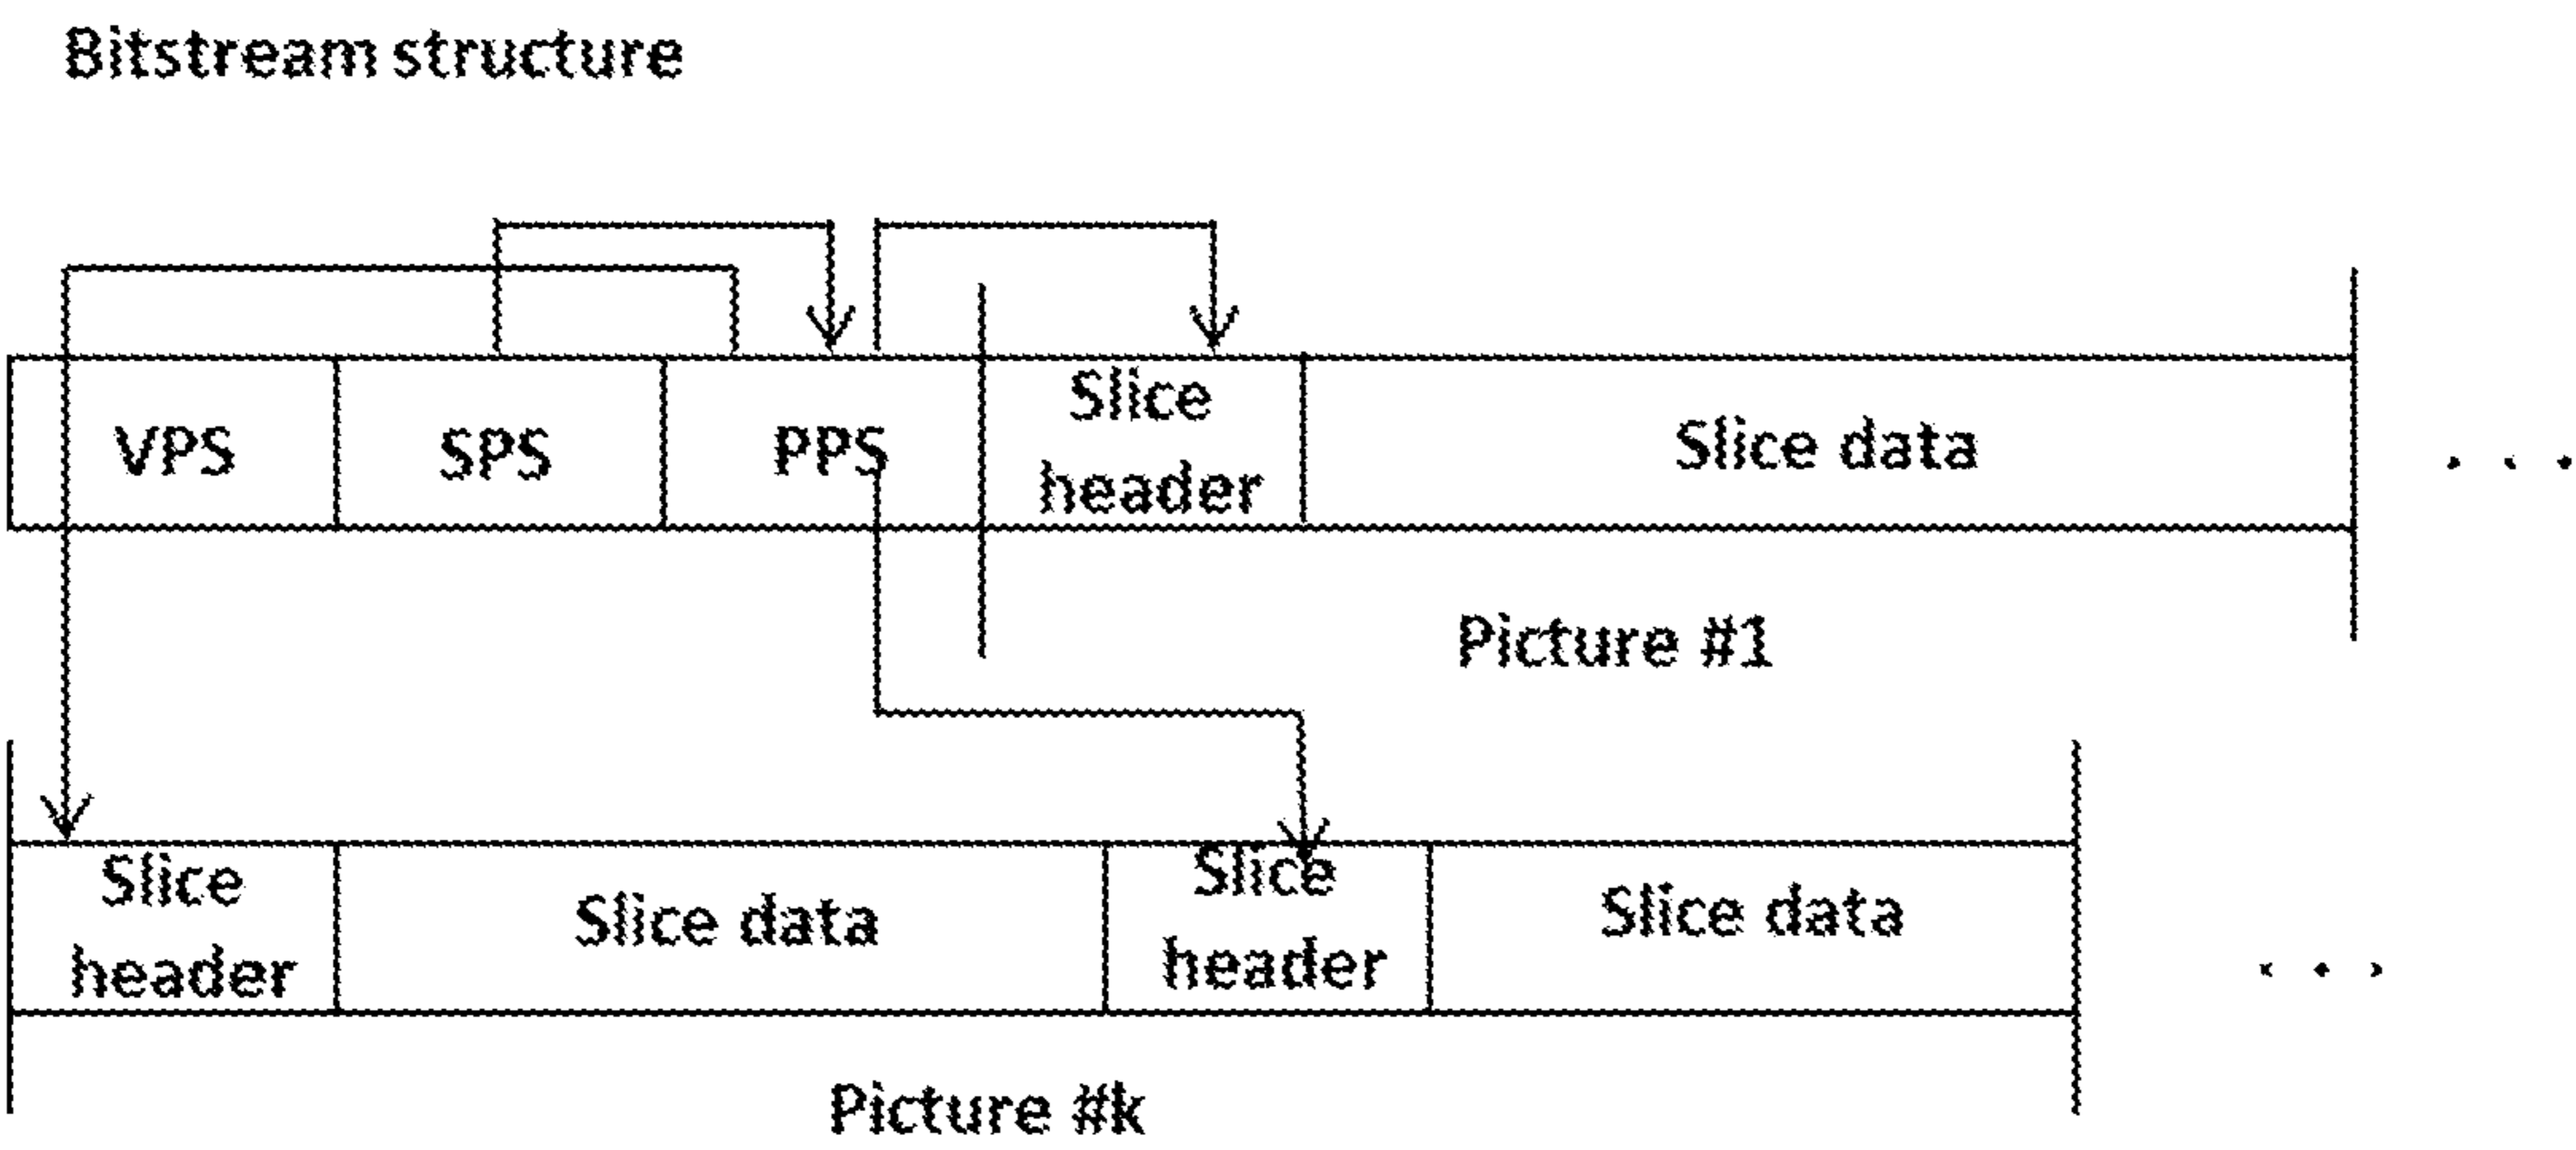 Bitstream structure
VPS
SPS
PPS
Slice
header
Slice data
. . .
Picture #1
Slice
header
Slice data
Slice
header
Slice data
. . .
Picture #k